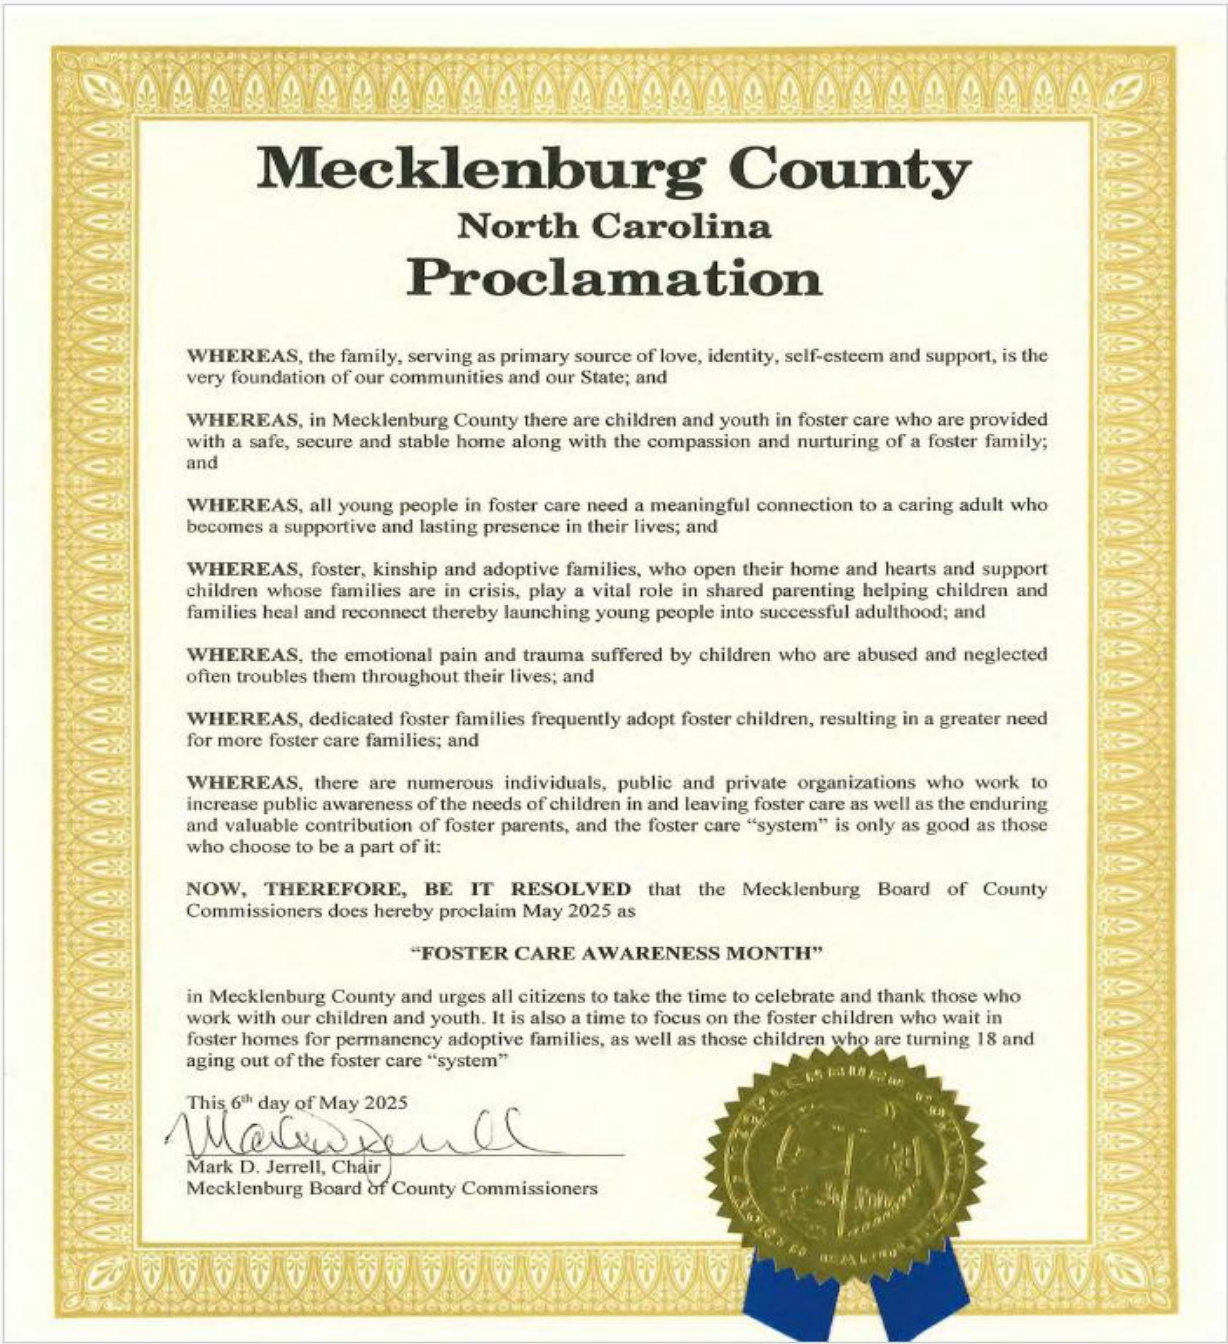 Mecklenburg County
North Carolina
Proclamation
WHEREAS, the family, serving as primary source of love, identity, self-esteem and support, is the
very foundation of our communities and our State; and
WHEREAS, in Mecklenburg County there are children and youth in foster care who are provided
with a safe, secure and stable home along with the compassion and nurturing of a foster family;
and
WHEREAS, all young people in foster care need a meaningful connection to a caring adult who
becomes a supportive and lasting presence in their lives; and
WHEREAS, foster, kinship and adoptive families, who open their home and hearts and support
children whose families are in crisis, play a vital role in shared parenting helping children and
families heal and reconnect thereby launching young people into successful adulthood; and
WHEREAS, the emotional pain and trauma suffered by children who are abused and neglected
often troubles them throughout their lives; and
WHEREAS, dedicated foster families frequently adopt foster children, resulting in a greater need
for more foster care families; and
WHEREAS, there are numerous individuals, public and private organizations who work to
increase public awareness of the needs of children in and leaving foster care as well as the enduring
and valuable contribution of foster parents, and the foster care “system” is only as good as those
who choose to be a part of it:
NOW, THEREFORE, BE IT RESOLVED that the Mecklenburg Board of County
Commissioners does hereby proclaim May 2025 as
“FOSTER CARE AWARENESS MONTH”
in Mecklenburg County and urges all citizens to take the time to celebrate and thank those who
work with our children and youth. It is also a time to focus on the foster children who wait in
foster homes for permanency adoptive families, as well as those children who are turning 18 and
aging out of the foster care “system”
This 6th day of May 2025
Mark D. Jerrell, Chair
Mecklenburg Board of County Commissioners